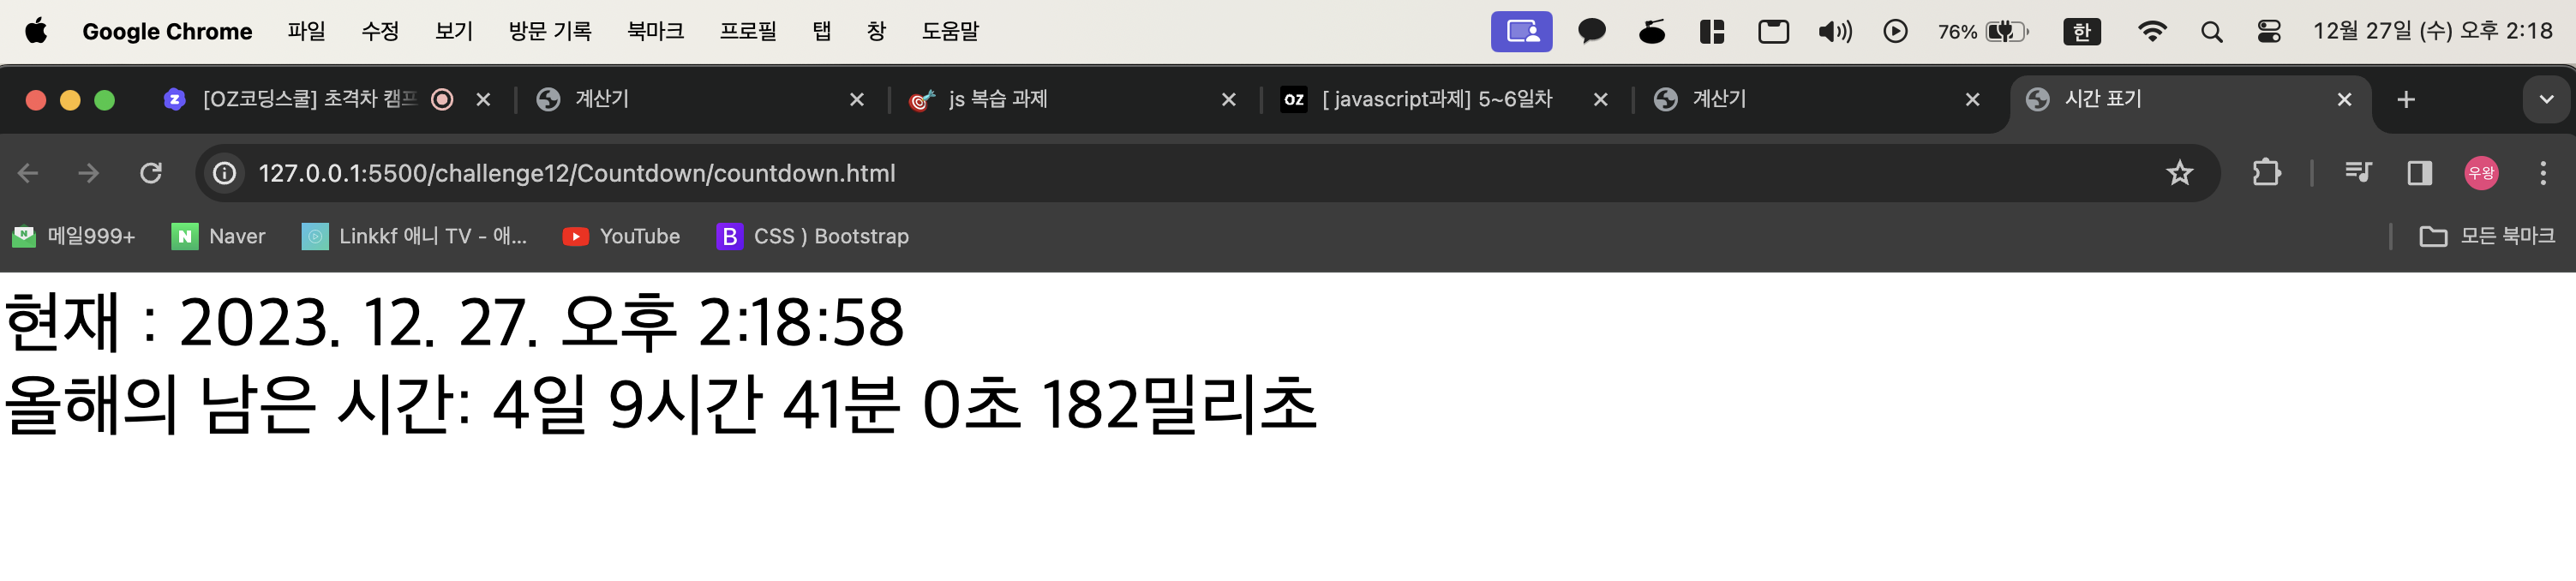 Google Chrome 파일 수정 보기 방문 기록 북마크 프로필 탭 창 도움말 76% 한 12월 27일 (수) 오후 2:18
[OZ코딩스쿨] 초격차 캠프 계산기 js 복습 과제 OZ [ javascript과제] 5~6일차 계산기 시간 표기
127.0.0.1:5500/challenge12/Countdown/countdown.html 우왕
메일999+ N Naver Linkkf 애니 TV - 애... YouTube B CSS ) Bootstrap 모든 북마크
현재 : 2023. 12. 27. 오후 2:18:58
올해의 남은 시간: 4일 9시간 41분 0초 182밀리초